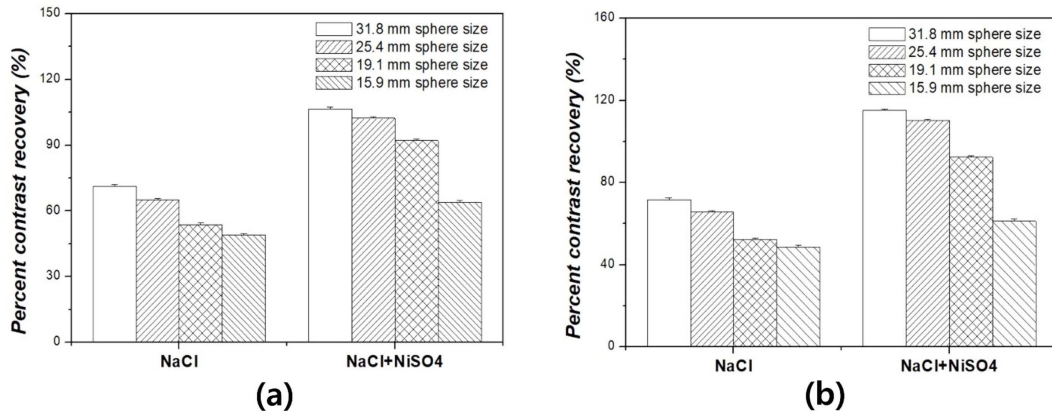 150
120
90
60
30
0
Percent contrast recovery (%)
31.8 mm sphere size
25.4 mm sphere size
19.1 mm sphere size
15.9 mm sphere size
NaCl
NaCl+NiSO4
(a)
160
120
80
40
0
Percent contrast recovery (%)
31.8 mm sphere size
25.4 mm sphere size
19.1 mm sphere size
15.9 mm sphere size
NaCl
NaCl+NiSO4
(b)